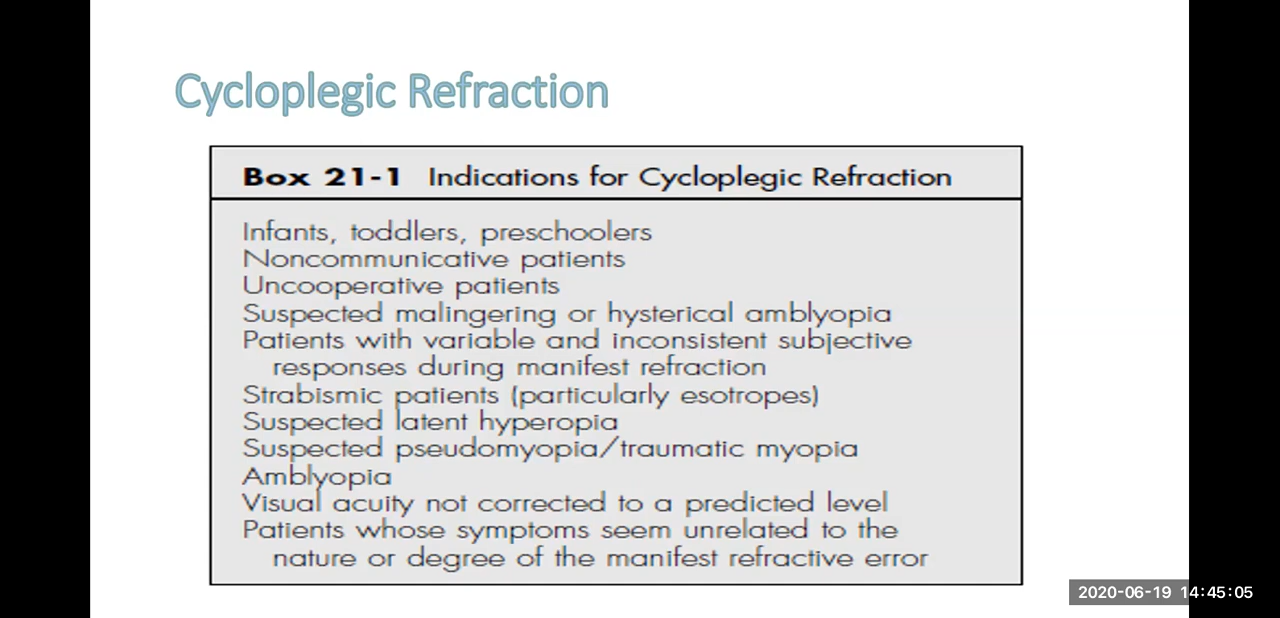 Cycloplegic Refraction
Box 21-1 Indications for Cycloplegic Refraction
Infants, toddlers, preschoolers
Noncommunicative patients
Uncooperative patients
Suspected malingering or hysterical amblyopia
Patients with variable and inconsistent subjective
responses during manifest refraction
Strabismic patients (particularly esotropes)
Suspected latent hyperopia
Suspected pseudomyopia/traumatic myopia
Amblyopia
Visual acuity not corrected to a predicted level
Patients whose symptoms seem unrelated to the
nature or degree of the manifest refractive error
2020-06-19 14:45:05